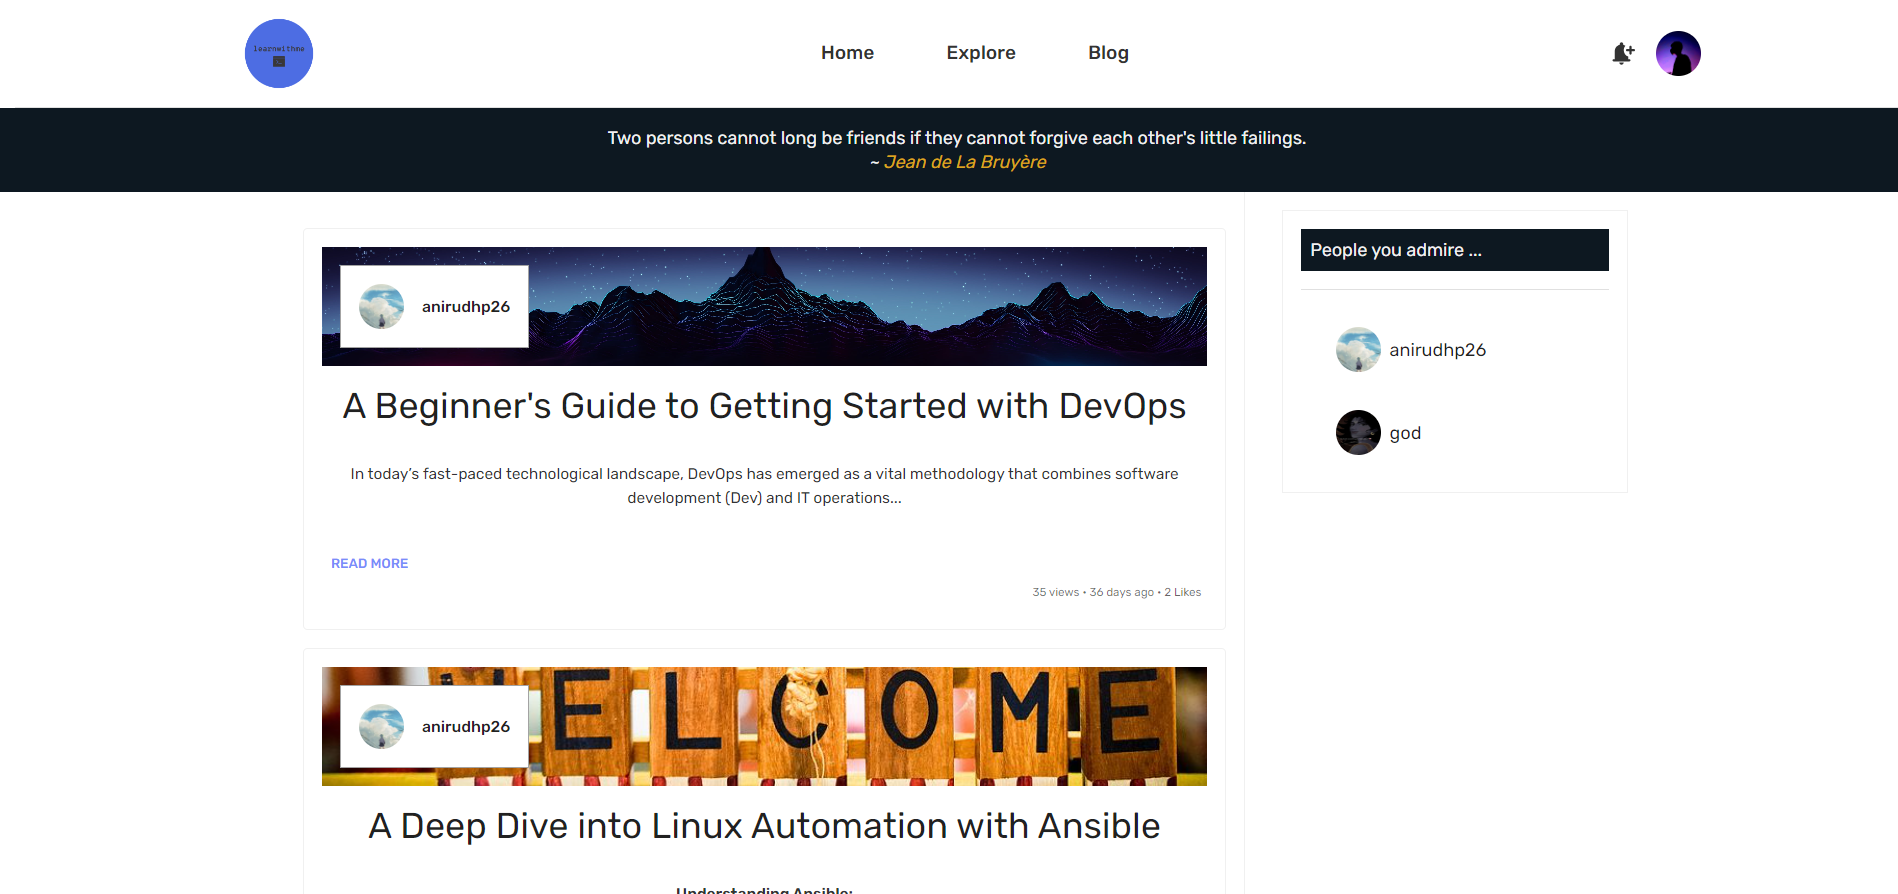 learnwithme
Home
Explore
Blog
Two persons cannot long be friends if they cannot forgive each other's little failings.
~ Jean de La Bruyère
anirudhp26
A Beginner's Guide to Getting Started with DevOps
In today’s fast-paced technological landscape, DevOps has emerged as a vital methodology that combines software
development (Dev) and IT operations...
READ MORE
35 views • 36 days ago • 2 Likes
WELCOME
anirudhp26
A Deep Dive into Linux Automation with Ansible
Understanding Ansible:
People you admire ...
anirudhp26
god